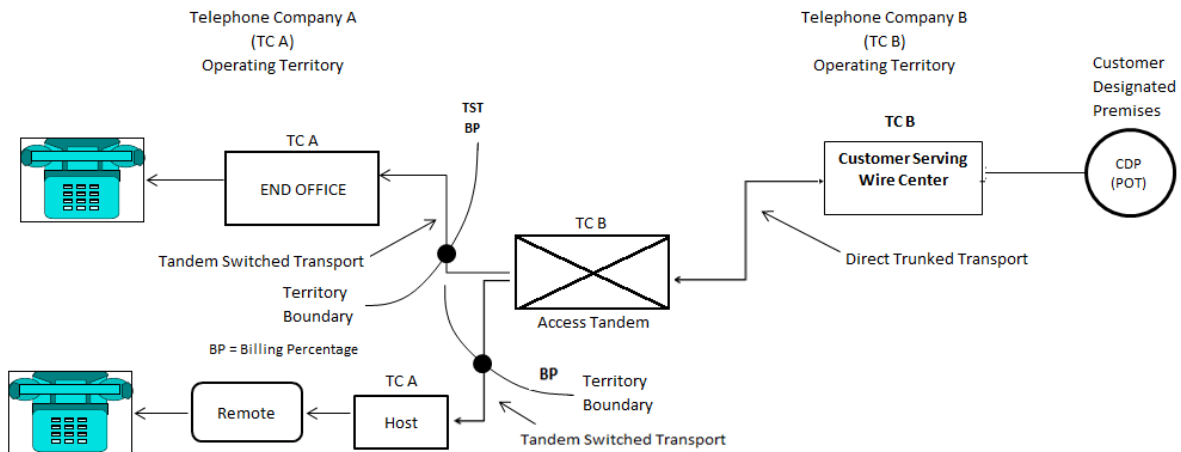 Telephone Company A
(TC A)
Operating Territory
Telephone Company B
(TC B)
Operating Territory
Customer
Designated
Premises
TST
BP
TC A
END OFFICE
TC B
Customer Serving
Wire Center
CDP
(POT)
TC B
Tandem Switched Transport
Direct Trunked Transport
Territory
Boundary
Access Tandem
BP = Billing Percentage
TC A
BP
Territory
Boundary
Remote
Host
Tandem Switched Transport